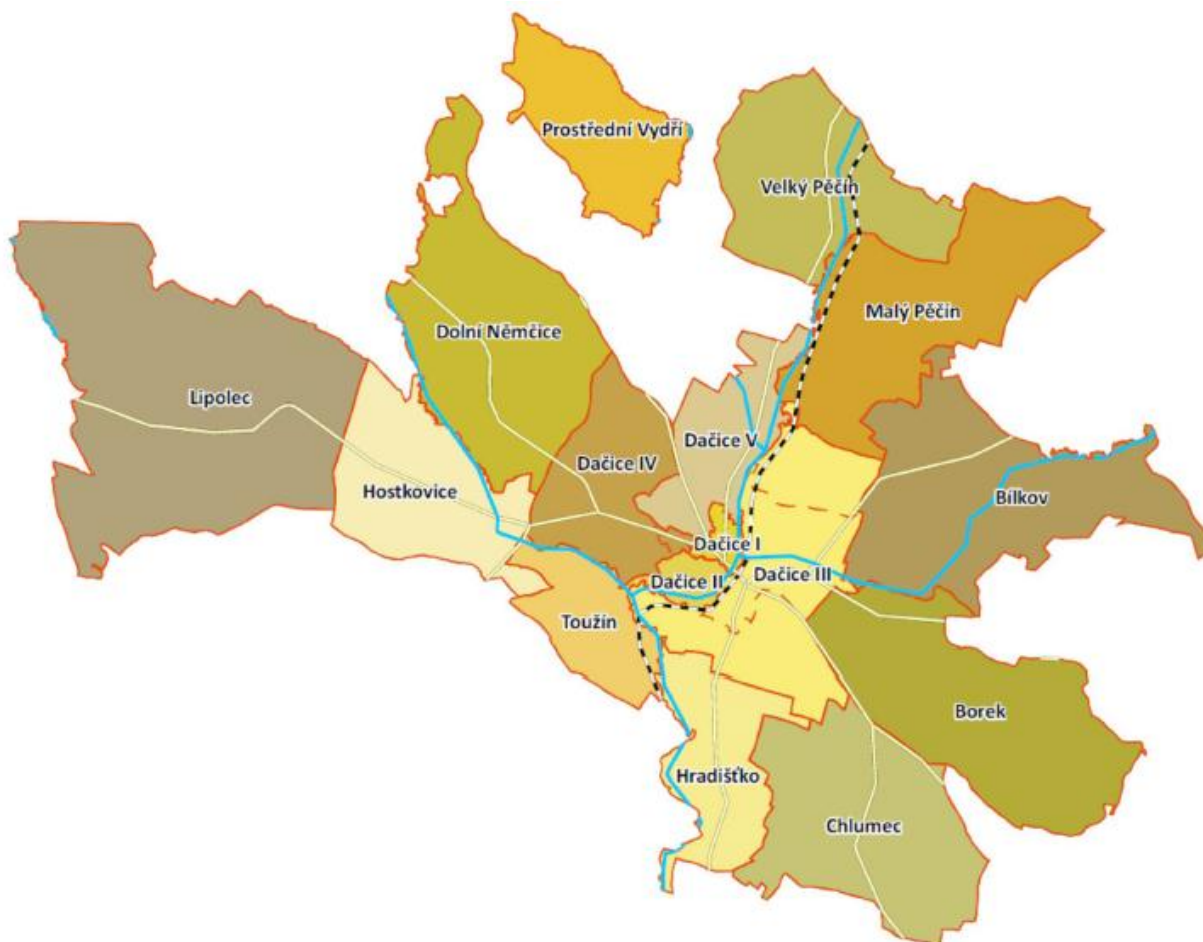 Prostřední Vydří
Velký Pěčín
Malý Pěčín
Dolní Němčice
Lipolec
Dačice V
Dačice IV
Hostkovice
Bílkov
Dačice I
Dačice II
Dačice III
Toužín
Borek
Hradišťko
Chlumec